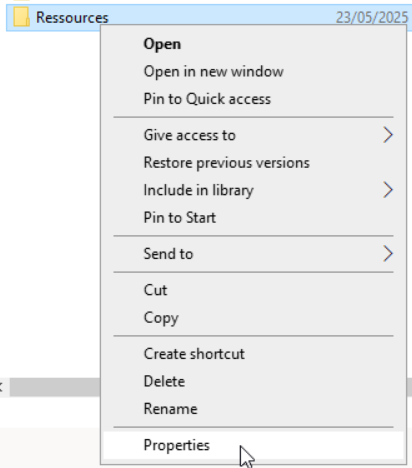 Ressources 23/05/2025
Open
Open in new window
Pin to Quick access
Give access to
Restore previous versions
Include in library
Pin to Start
Send to
Cut
Copy
Create shortcut
Delete
Rename
Properties